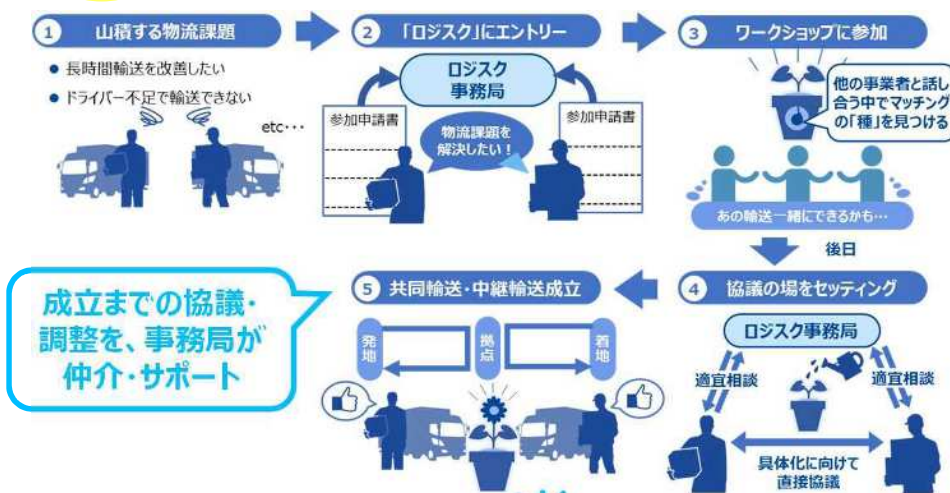 1 山積する物流課題
● 長時間輸送を改善したい
● ドライバー不足で輸送できない
etc…
2 「ロジスク」にエントリー
ロジスク
事務局
参加申請書
参加申請書
物流課題を
解決したい！
3 ワークショップに参加
他の事業者と話し
合う中でマッチング
の「種」を見つける
あの輸送一緒にできるかも…
後日
4 協議の場をセッティング
ロジスク事務局
適宜相談
適宜相談
具体化に向けて
直接協議
5 共同輸送・中継輸送成立
発地
拠点
着地
成立までの協議・
調整を、事務局が
仲介・サポート